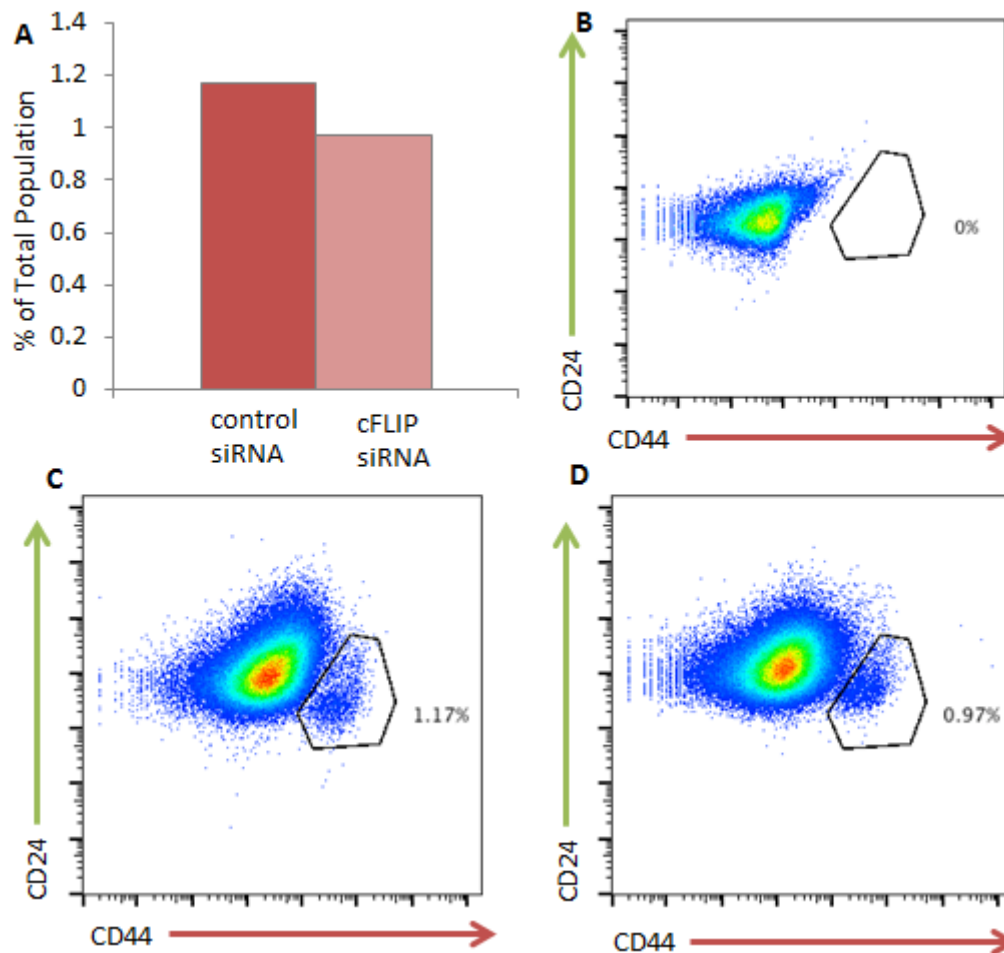 A
% of Total Population
1.4
1.2
1
0.8
0.6
0.4
0.2
0
control
siRNA
cFLIP
siRNA
B
CD24
0%
CD44
C
CD24
1.17%
CD44
D
CD24
0.97%
CD44